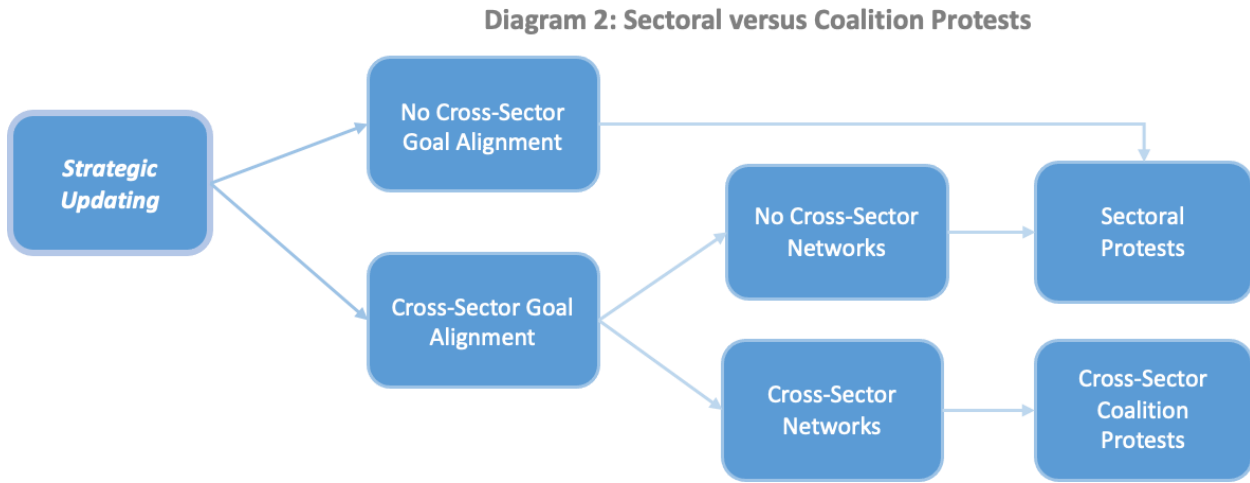 Diagram 2: Sectoral versus Coalition Protests
Strategic
Updating
No Cross-Sector
Goal Alignment
Cross-Sector Goal
Alignment
No Cross-Sector
Networks
Sectoral
Protests
Cross-Sector
Networks
Cross-Sector
Coalition
Protests